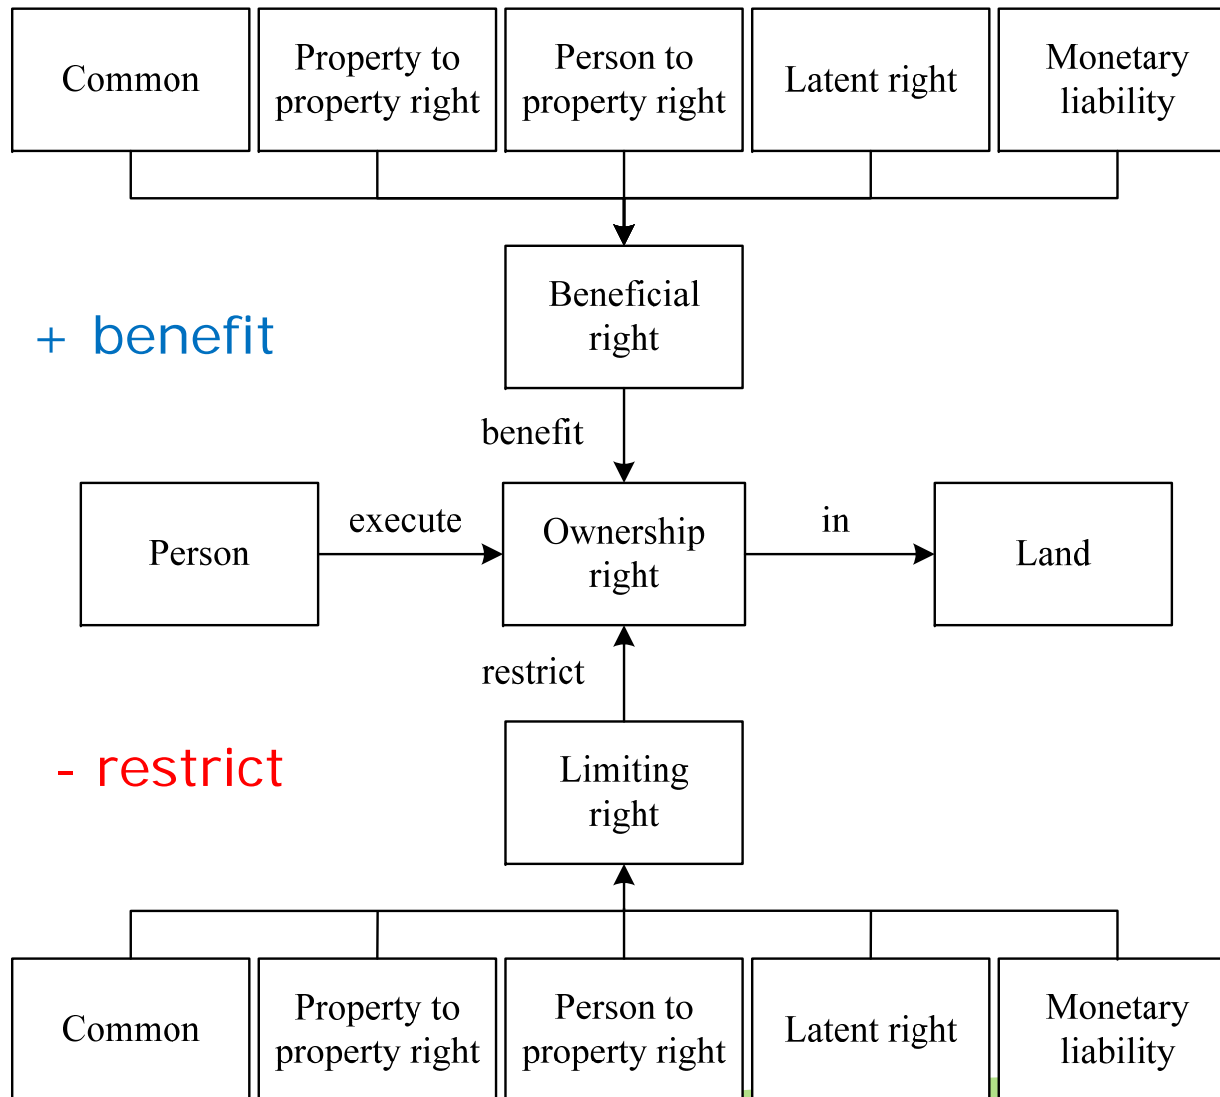 Common
Property to
property right
Person to
property right
Latent right
Monetary
liability
Beneficial
right
+ benefit
benefit
Person
execute
Ownership
right
in
Land
restrict
- restrict
Limiting
right
Common
Property to
property right
Person to
property right
Latent right
Monetary
liability